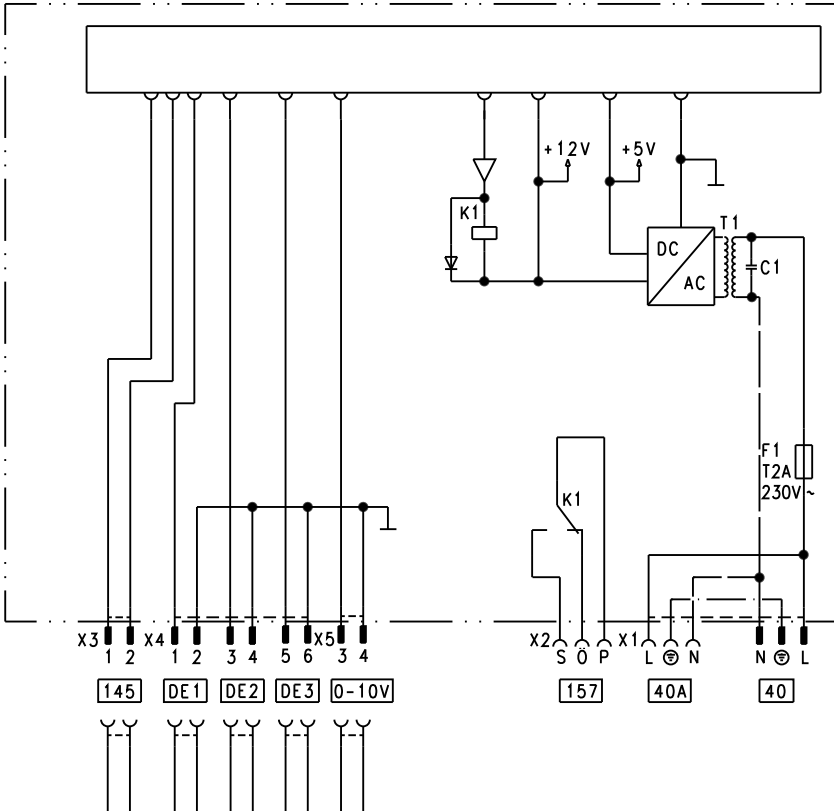 +12V +5V
K1
T1
DC
AC
C1
F1
T2A
230V~
K1
X3 X4 X5 X2 X1
1 2 1 2 3 4 5 6 3 4 S Ö P L N N L
145 DE1 DE2 DE3 0-10V 157 40A 40